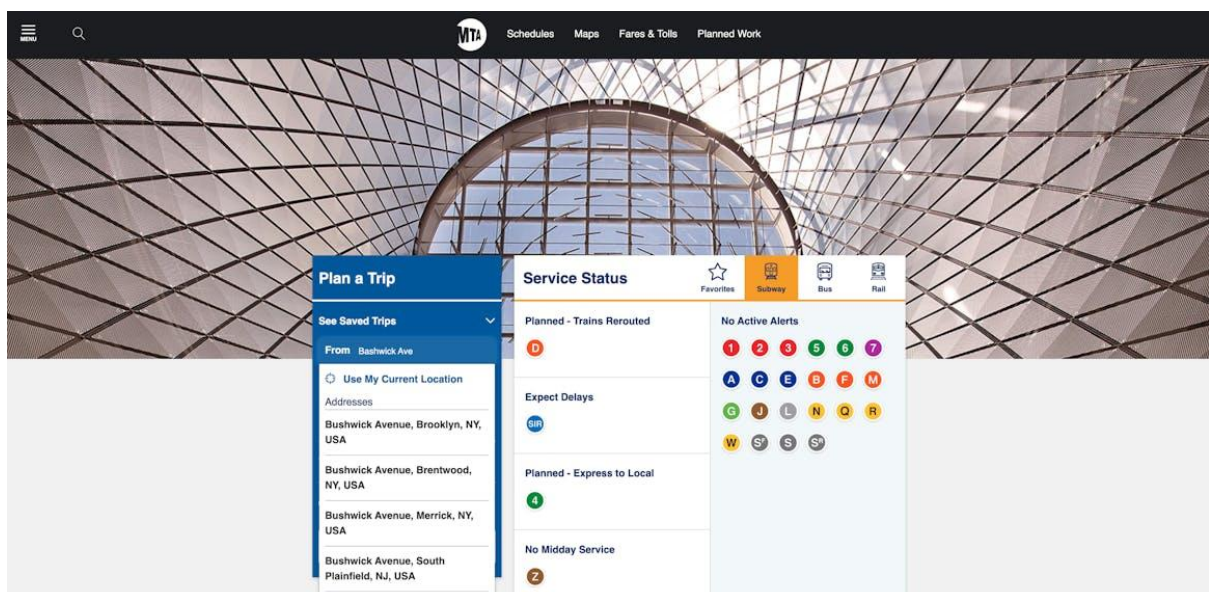 MENU
MTA
Schedules Maps Fares & Tolls Planned Work
Plan a Trip
See Saved Trips
From Bashwick Ave
Use My Current Location
Addresses
Bushwick Avenue, Brooklyn, NY,
USA
Bushwick Avenue, Brentwood,
NY, USA
Bushwick Avenue, Merrick, NY,
USA
Bushwick Avenue, South
Plainfield, NJ, USA
Service Status
Favorites Subway Bus Rail
Planned - Trains Rerouted
D
Expect Delays
SIR
Planned - Express to Local
4
No Midday Service
Z
No Active Alerts
1 2 3 5 6 7
A C E B F M
G J L N Q R
W SF S SR